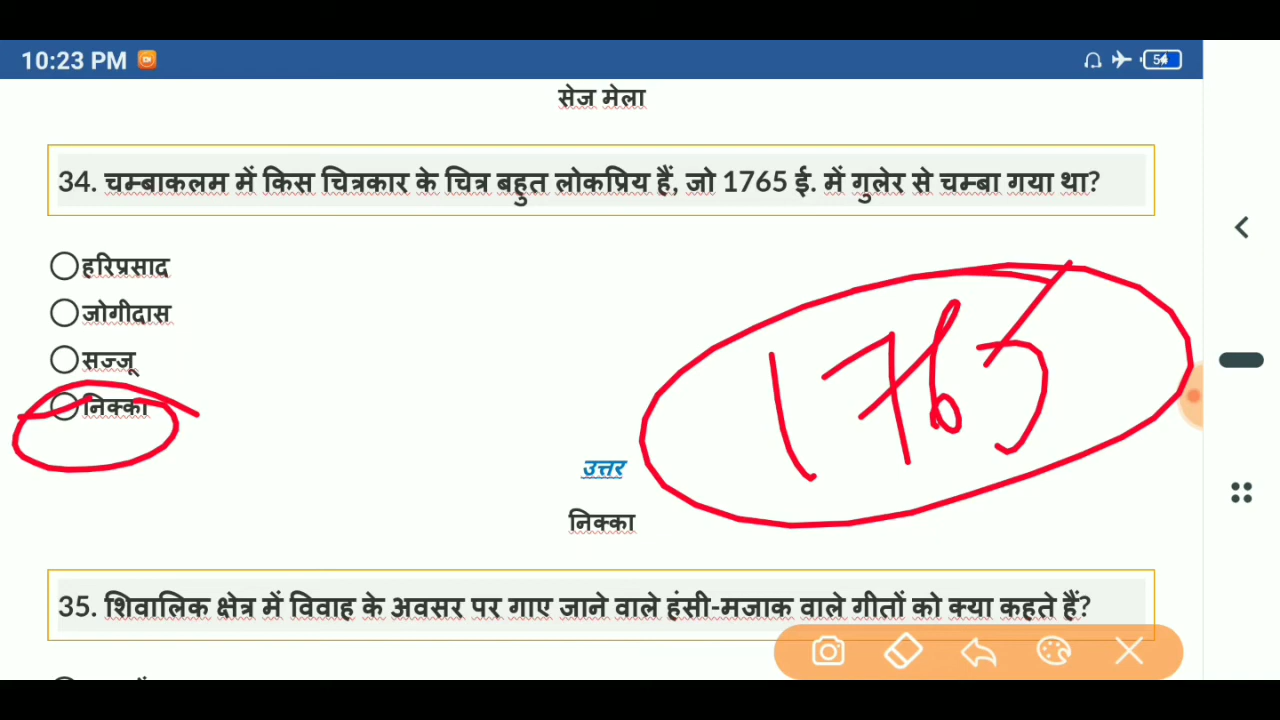 10:23 PM
54
सेज मेला
34. चम्बाकलम में किस चित्रकार के चित्र बहुत लोकप्रिय हैं, जो 1765 ई. में गुलेर से चम्बा गया था?
हरिप्रसाद
जोगीदास
सज्जू
निक्का
1765
उत्तर
निक्का
35. शिवालिक क्षेत्र में विवाह के अवसर पर गाए जाने वाले हंसी-मजाक वाले गीतों को क्या कहते हैं?